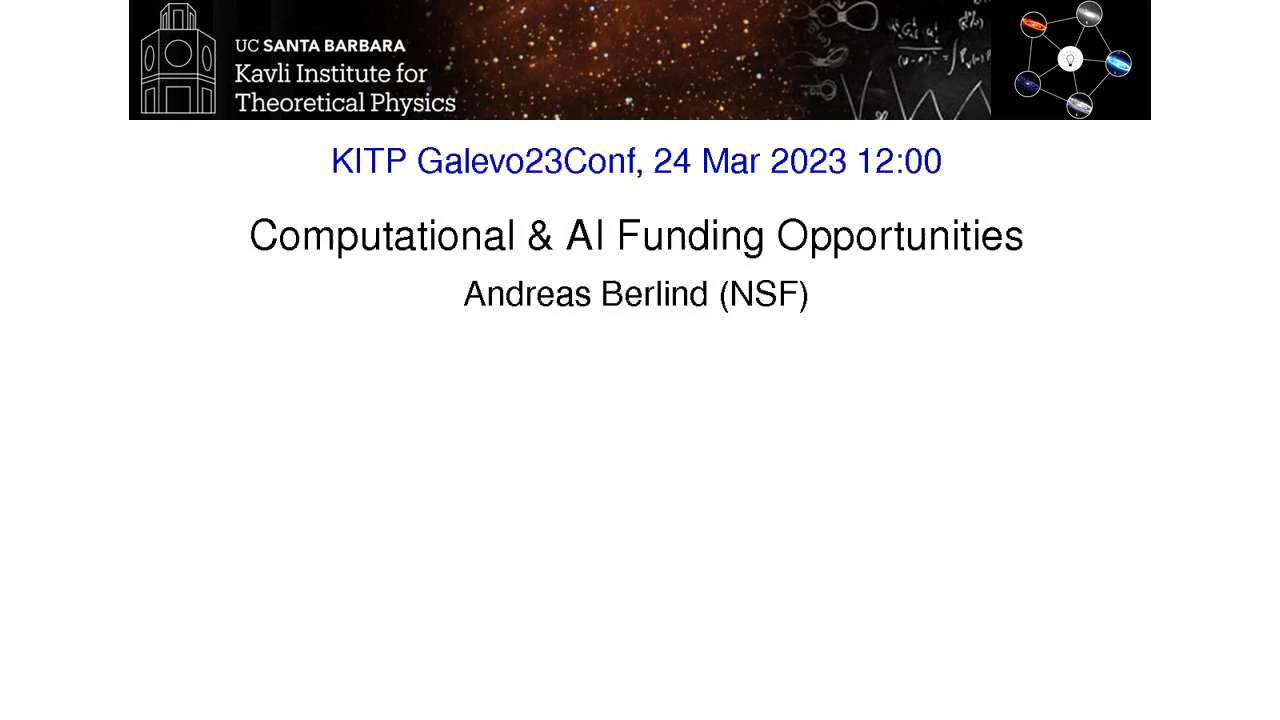 UC SANTA BARBARA
Kavli Institute for
Theoretical Physics
KITP Galevo23Conf, 24 Mar 2023 12:00
Computational & AI Funding Opportunities
Andreas Berlind (NSF)